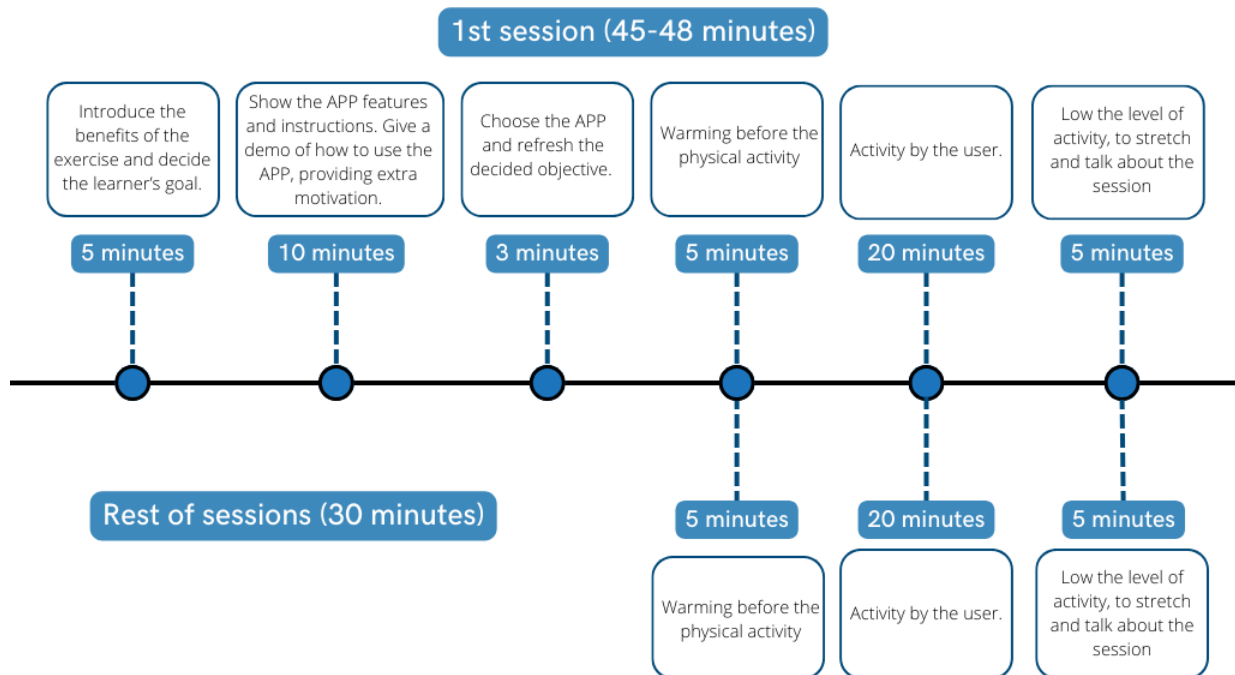 1st session (45-48 minutes)
Introduce the
benefits of the
exercise and decide
the learner's goal.
5 minutes
Show the APP features
and instructions. Give a
demo of how to use the
APP, providing extra
motivation.
10 minutes
Choose the APP
and refresh the
decided objective.
3 minutes
Warming before the
physical activity
5 minutes
Activity by the user.
20 minutes
Low the level of
activity, to stretch
and talk about the
session
5 minutes
Rest of sessions (30 minutes)
5 minutes
Warming before the
physical activity
20 minutes
Activity by the user.
5 minutes
Low the level of
activity, to stretch
and talk about the
session